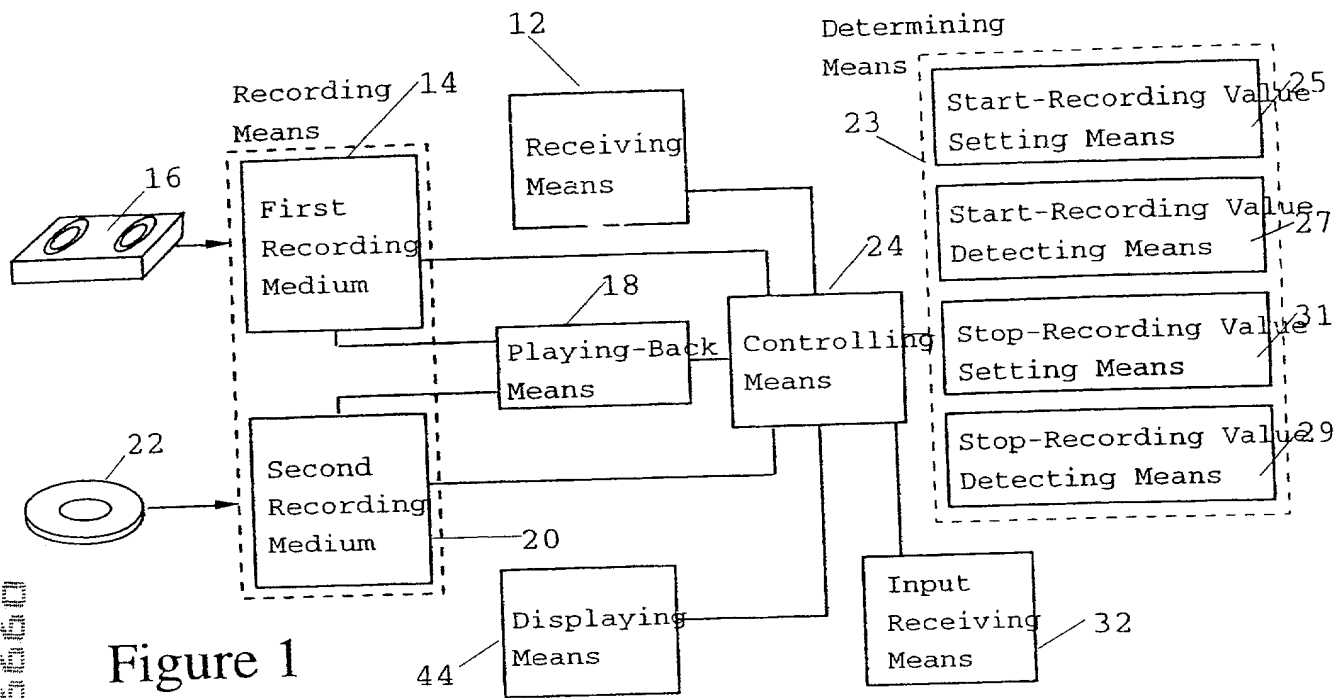 12
Determining
Means
Recording
Means
14
Receiving
Means
23
Start-Recording Value
Setting Means
25
16
First
Recording
Medium
Start-Recording Value
Detecting Means
27
24
18
Playing-Back
Means
Controlling
Means
Stop-Recording Value
Setting Means
31
22
Second
Recording
Medium
20
Stop-Recording Value
Detecting Means
29
Displaying
Means
44
Input
Receiving
Means
32
Figure 1